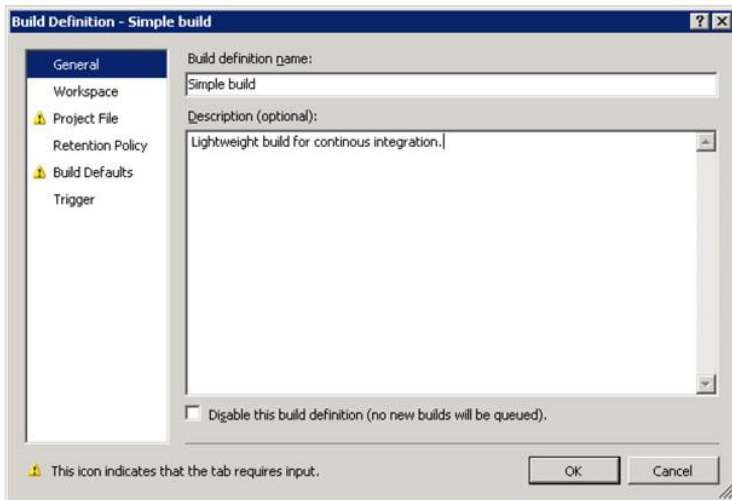 Build Definition - Simple build
General
Workspace
Project File
Retention Policy
Build Defaults
Trigger
Build definition name:
Simple build
Description (optional):
Lightweight build for continous integration.
Disable this build definition (no new builds will be queued).
This icon indicates that the tab requires input.
OK
Cancel